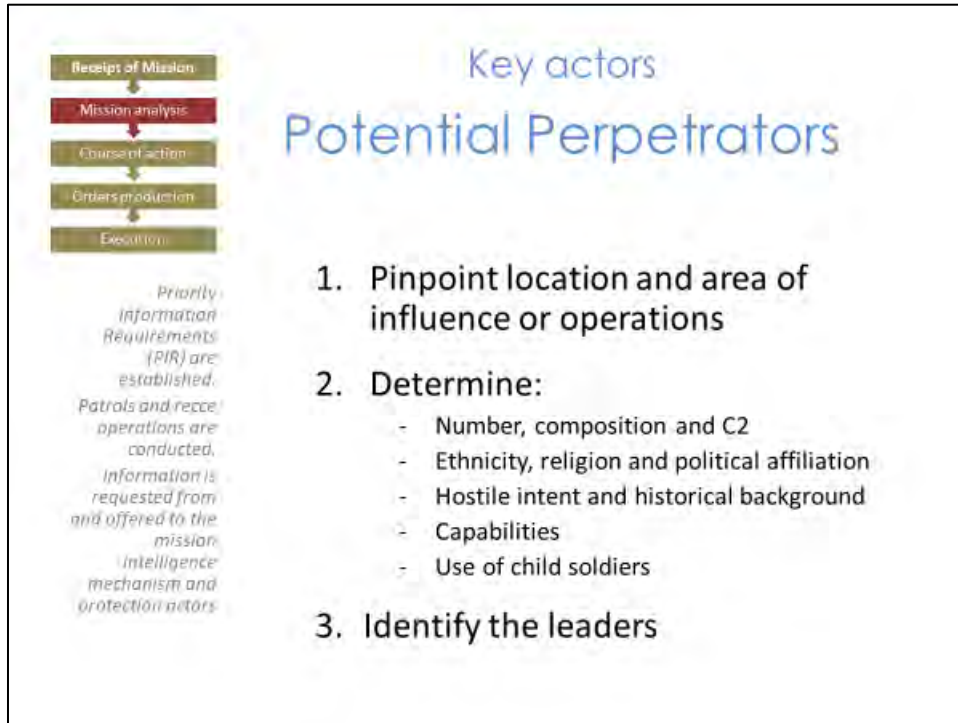 Key actors
Potential Perpetrators
Receipt of Mission
Mission analysis
Course of action
Orders production
Execution
Priority
Information
Requirements
(PIR) are
established.
Patrols and recce
operations are
conducted.
Information is
requested from
and offered to the
mission
intelligence
mechanism and
protection actors
1. Pinpoint location and area of
influence or operations
2. Determine:
- Number, composition and C2
- Ethnicity, religion and political affiliation
- Hostile intent and historical background
- Capabilities
- Use of child soldiers
3. Identify the leaders